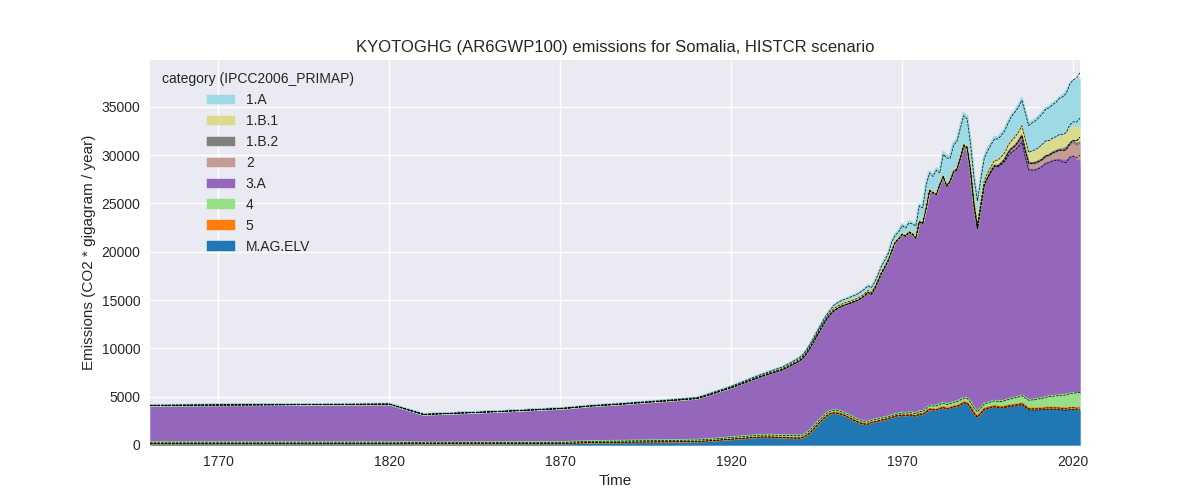 KYOTOGHG (AR6GWP100) emissions for Somalia, HISTCR scenario
category (IPCC2006_PRIMAP)
1.A
1.B.1
1.B.2
2
3.A
4
5
M.AG.ELV
Emissions (CO2 * gigagram / year)
35000
30000
25000
20000
15000
10000
5000
0
1770 1820 1870 1920 1970 2020
Time